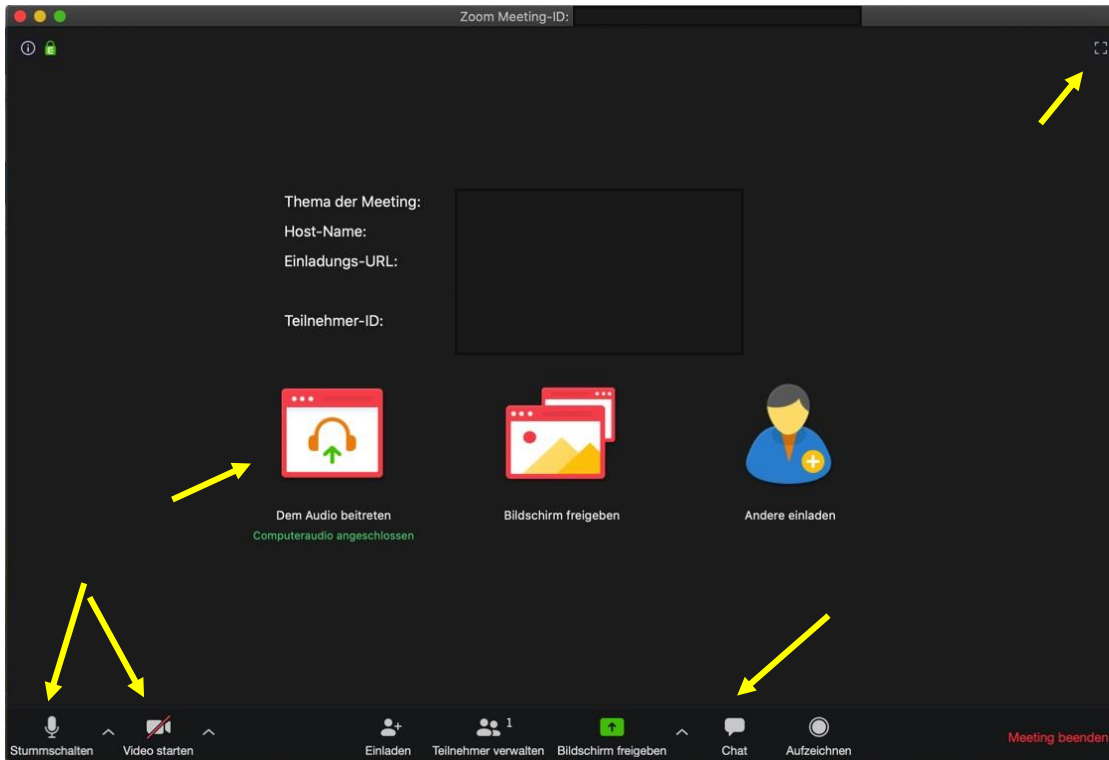 Zoom Meeting-ID:
E
Thema der Meeting:
Host-Name:
Einladungs-URL:
Teilnehmer-ID:
Dem Audio beitreten
Bildschirm freigeben
Andere einladen
Computeraudio angeschlossen
1
Stummschalten
Video starten
Einladen
Teilnehmer verwalten
Bildschirm freigeben
Chat
Aufzeichnen
Meeting beenden